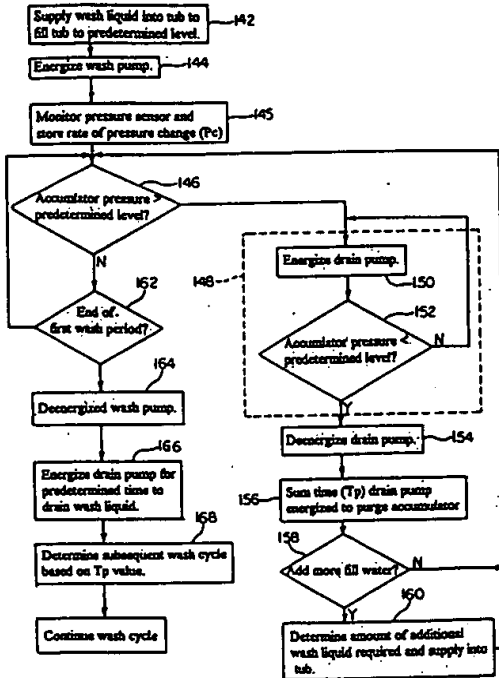 Supply wash liquid into tub to
fill tub to predetermined level.
142
Energize wash pump.
144
Monitor pressure sensor and
store rate of pressure change (Pc)
145
Accumulator pressure >
predetermined level?
146
N
End of
first wash period?
162
Deenergized wash pump.
164
Energize drain pump for
predetermined time to
drain wash liquid.
166
Determine subsequent wash cycle
based on Tp value.
168
Continue wash cycle
148
Energize drain pump.
150
Accumulator pressure <
predetermined level?
152
N
Y
Deenergize drain pump.
154
Sum time (Tp) drain pump
energized to purge accumulator
156
Add more fill water?
158
N
Y
160
Determine amount of additional
wash liquid required and supply into
tub.